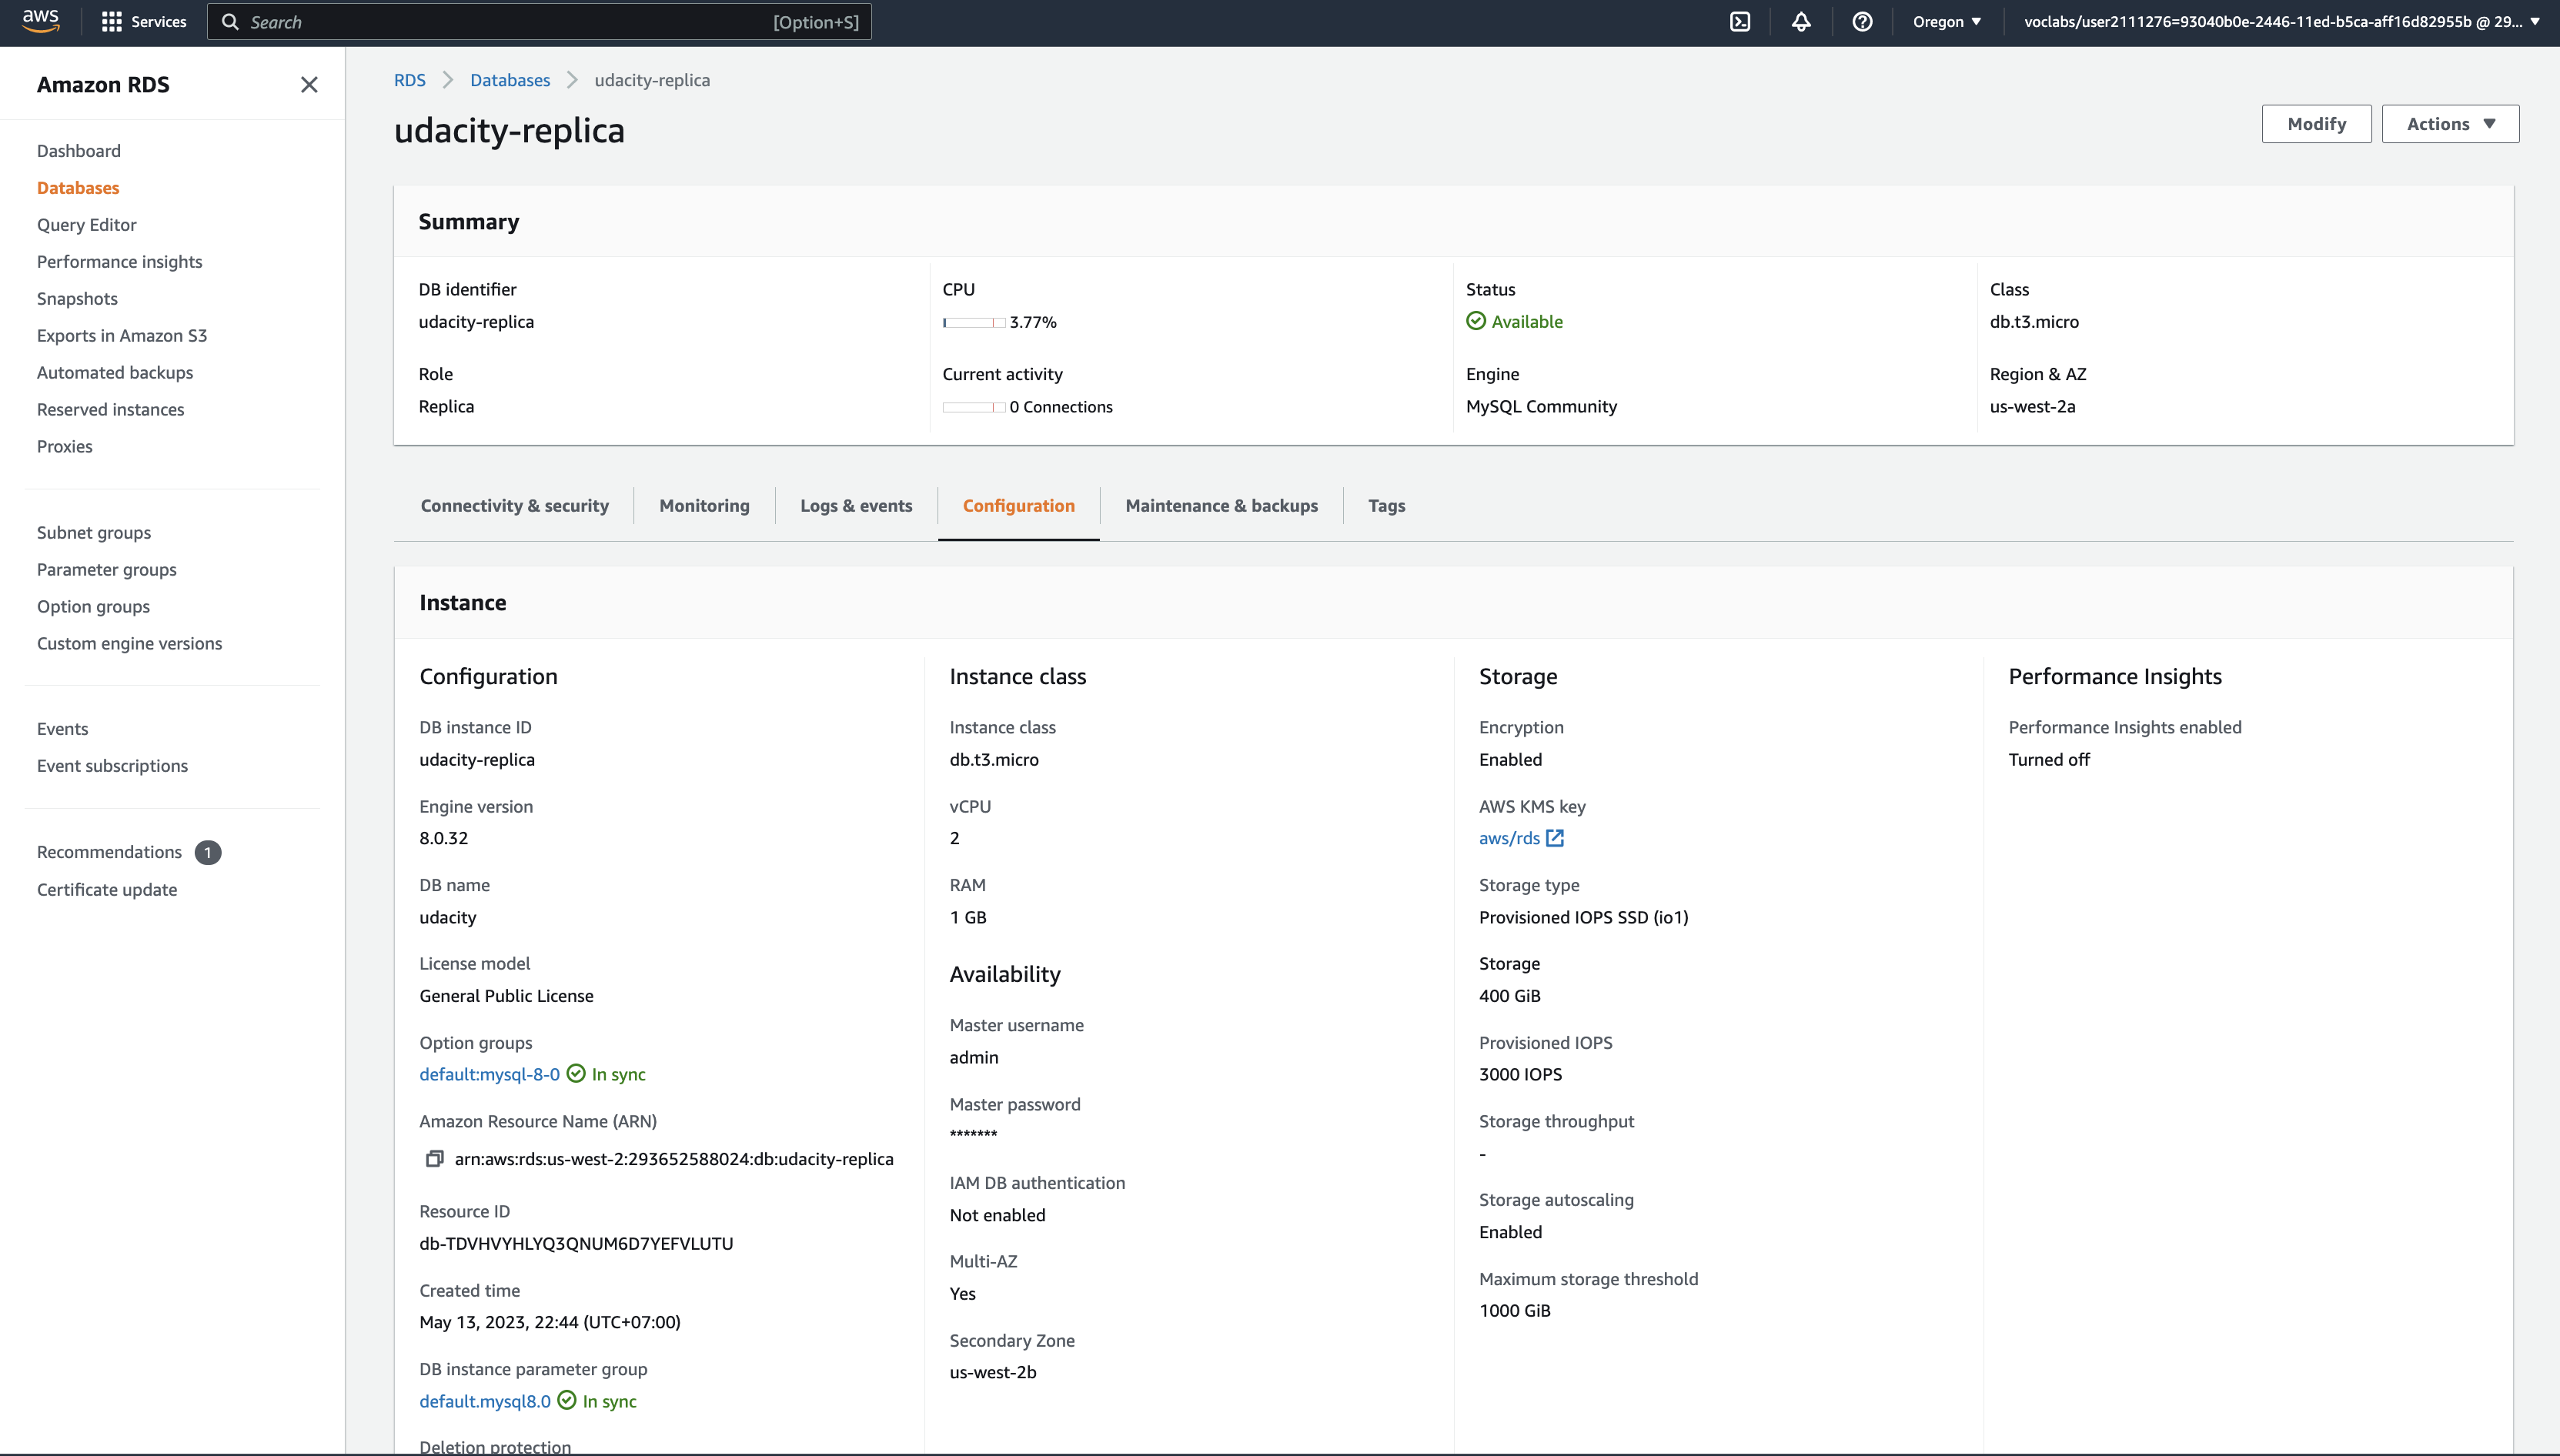 aws
Services
Search
[Option+S]
Oregon
voclabs/user2111276=93040b0e-2446-11ed-b5ca-aff16d82955b @ 29...
Amazon RDS
Dashboard
Databases
Query Editor
Performance insights
Snapshots
Exports in Amazon S3
Automated backups
Reserved instances
Proxies
Subnet groups
Parameter groups
Option groups
Custom engine versions
Events
Event subscriptions
Recommendations 1
Certificate update
RDS > Databases > udacity-replica
udacity-replica
Modify
Actions
Summary
DB identifier
udacity-replica
Role
Replica
CPU
3.77%
Current activity
0 Connections
Status
Available
Engine
MySQL Community
Class
db.t3.micro
Region & AZ
us-west-2a
Connectivity & security
Monitoring
Logs & events
Configuration
Maintenance & backups
Tags
Instance
Configuration
DB instance ID
udacity-replica
Engine version
8.0.32
DB name
udacity
License model
General Public License
Option groups
default:mysql-8-0 In sync
Amazon Resource Name (ARN)
arn:aws:rds:us-west-2:293652588024:db:udacity-replica
Resource ID
db-TDVHVYHLYQ3QNUM6D7YEFVLUTU
Created time
May 13, 2023, 22:44 (UTC+07:00)
DB instance parameter group
default.mysql8.0 In sync
Deletion protection
Instance class
Instance class
db.t3.micro
vCPU
2
RAM
1 GB
Availability
Master username
admin
Master password
*******
IAM DB authentication
Not enabled
Multi-AZ
Yes
Secondary Zone
us-west-2b
Storage
Encryption
Enabled
AWS KMS key
aws/rds
Storage type
Provisioned IOPS SSD (io1)
Storage
400 GiB
Provisioned IOPS
3000 IOPS
Storage throughput
-
Storage autoscaling
Enabled
Maximum storage threshold
1000 GiB
Performance Insights
Performance Insights enabled
Turned off